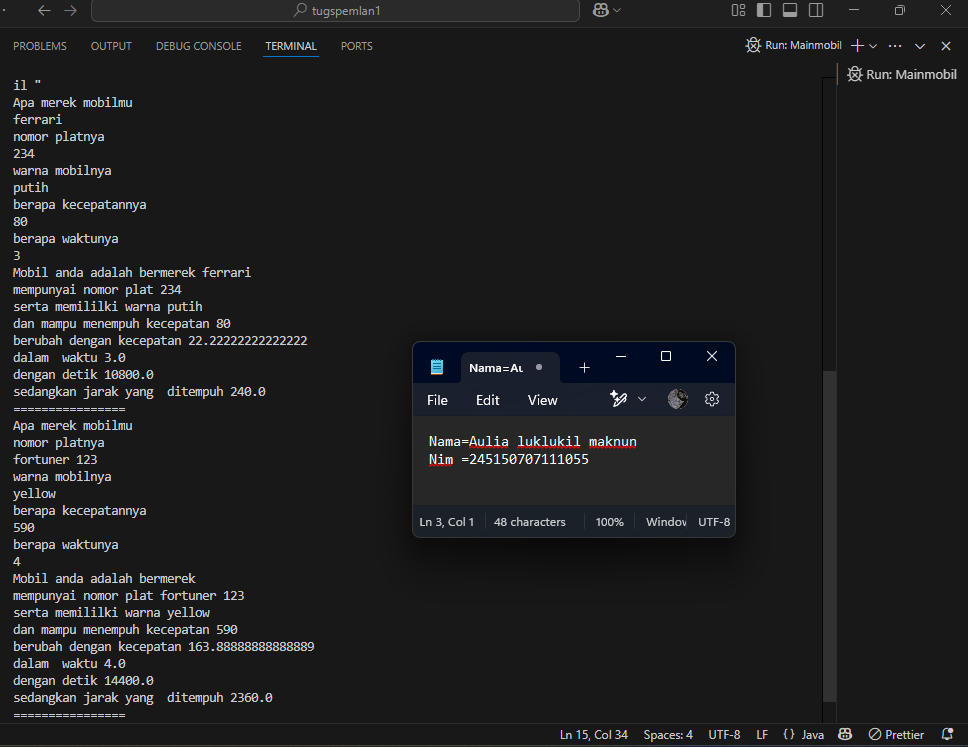 tugspemlan1
PROBLEMS OUTPUT DEBUG CONSOLE TERMINAL PORTS
Run: Mainmobil
Run: Mainmobil
il "
Apa merek mobilmu
ferrari
nomor platnya
234
warna mobilnya
putih
berapa kecepatannya
80
berapa waktunya
3
Mobil anda adalah bermerek ferrari
mempunyai nomor plat 234
serta memililki warna putih
dan mampu menempuh kecepatan 80
berubah dengan kecepatan 22.22222222222222
dalam  waktu 3.0
dengan detik 10800.0
sedangkan jarak yang  ditempuh 240.0
================
Apa merek mobilmu
nomor platnya
fortuner 123
warna mobilnya
yellow
berapa kecepatannya
590
berapa waktunya
4
Mobil anda adalah bermerek
mempunyai nomor plat fortuner 123
serta memililki warna yellow
dan mampu menempuh kecepatan 590
berubah dengan kecepatan 163.88888888888889
dalam  waktu 4.0
dengan detik 14400.0
sedangkan jarak yang  ditempuh 2360.0
================
Nama=Au
File Edit View
Nama=Aulia luklukil maknun
Nim =245150707111055
Ln 3, Col 1 48 characters 100% Window UTF-8
Ln 15, Col 34 Spaces: 4 UTF-8 LF {} Java Prettier